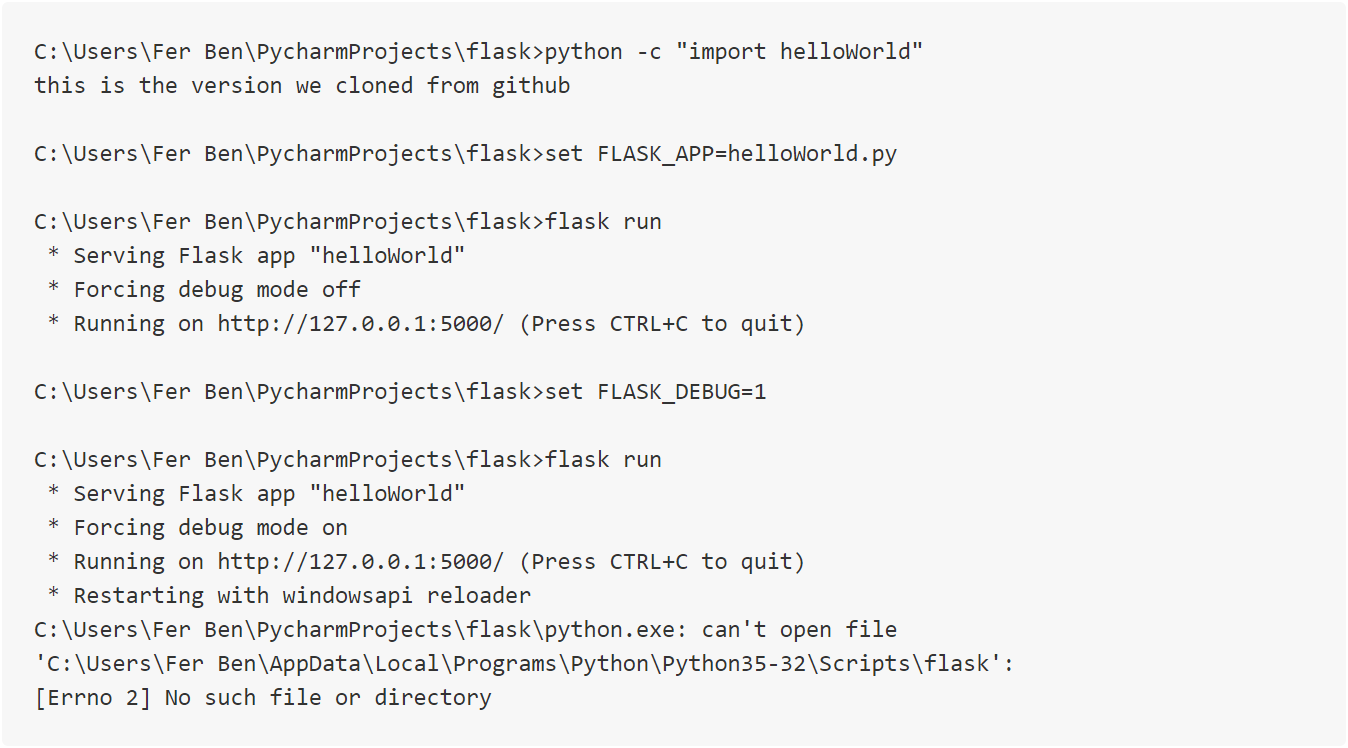 C:\Users\Fer Ben\PycharmProjects\flask>python -c "import helloWorld"
this is the version we cloned from github
C:\Users\Fer Ben\PycharmProjects\flask>set FLASK_APP=helloWorld.py
C:\Users\Fer Ben\PycharmProjects\flask>flask run
 * Serving Flask app "helloWorld"
 * Forcing debug mode off
 * Running on http://127.0.0.1:5000/ (Press CTRL+C to quit)
C:\Users\Fer Ben\PycharmProjects\flask>set FLASK_DEBUG=1
C:\Users\Fer Ben\PycharmProjects\flask>flask run
 * Serving Flask app "helloWorld"
 * Forcing debug mode on
 * Running on http://127.0.0.1:5000/ (Press CTRL+C to quit)
 * Restarting with windowsapi reloader
C:\Users\Fer Ben\PycharmProjects\flask\python.exe: can't open file
'C:\Users\Fer Ben\AppData\Local\Programs\Python\Python35-32\Scripts\flask':
[Errno 2] No such file or directory